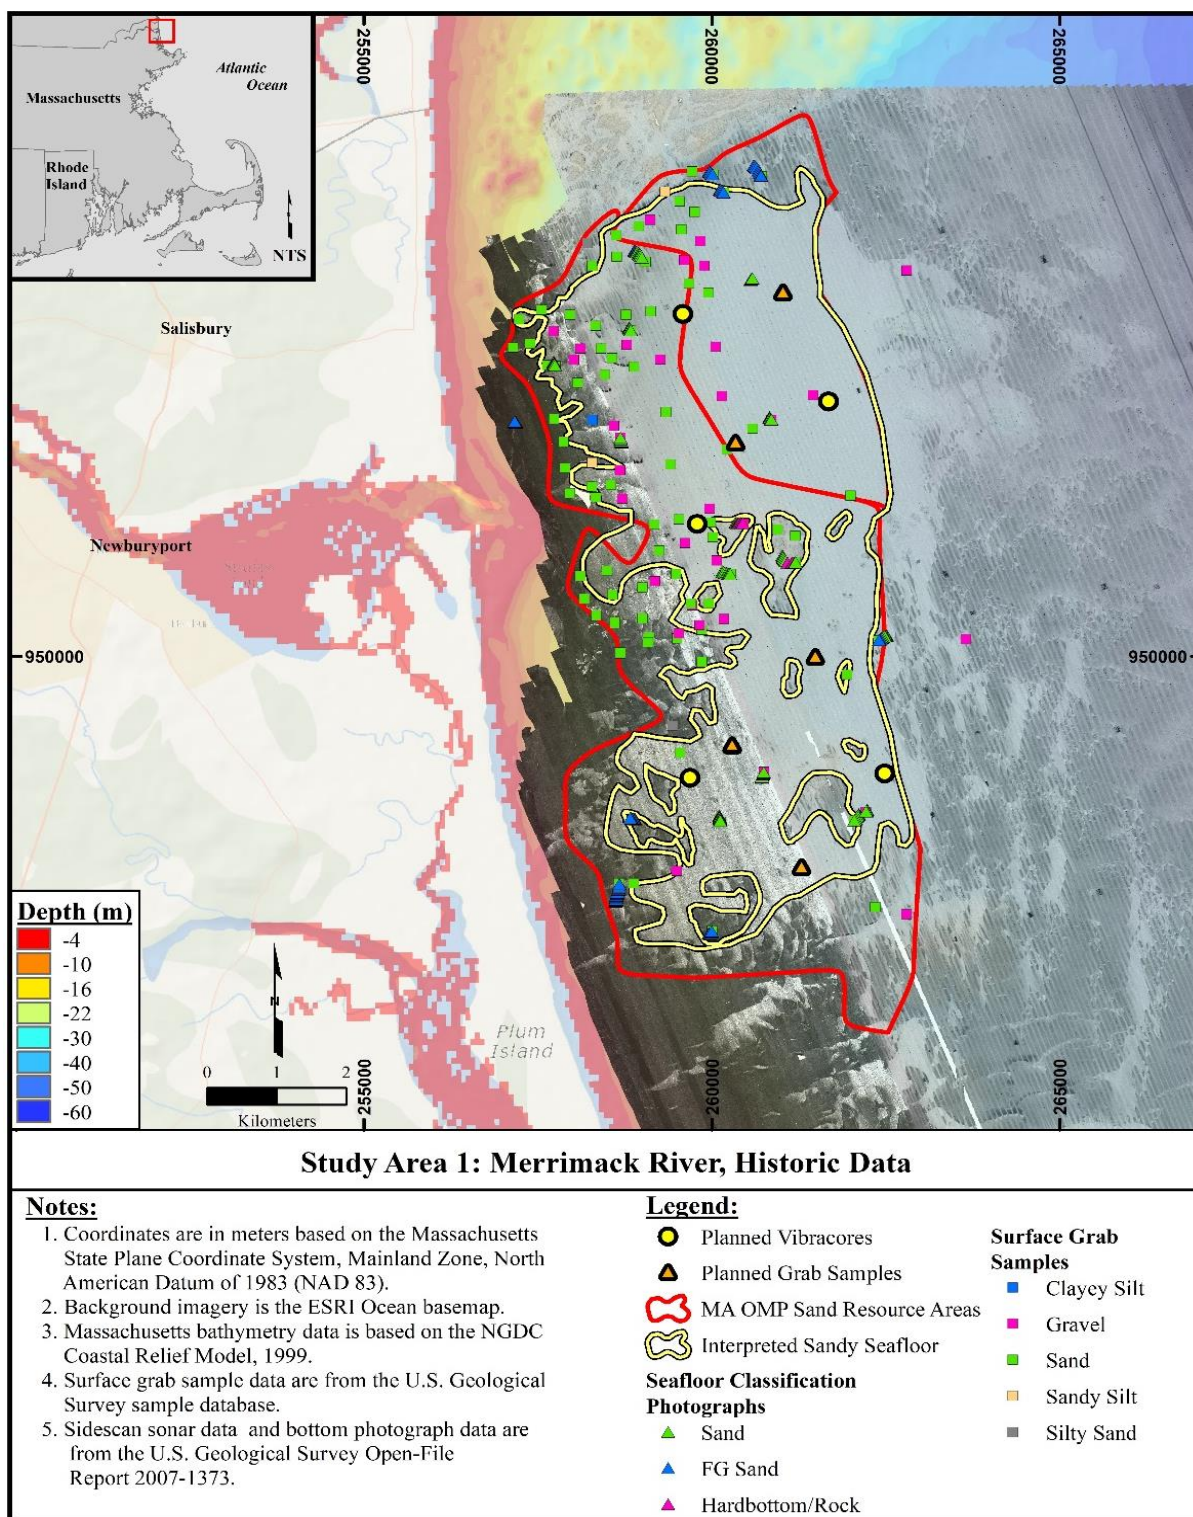 Atlantic
Ocean
Massachusetts
Rhode
Island
NTS
255000
260000
265000
Salisbury
Newburyport
950000
950000
Plum
Island
Depth (m)
-4
-10
-16
-22
-30
-40
-50
-60
N
0 1 2
Kilometers
255000
260000
265000
Study Area 1: Merrimack River, Historic Data
Notes:
1. Coordinates are in meters based on the Massachusetts
State Plane Coordinate System, Mainland Zone, North
American Datum of 1983 (NAD 83).
2. Background imagery is the ESRI Ocean basemap.
3. Massachusetts bathymetry data is based on the NGDC
Coastal Relief Model, 1999.
4. Surface grab sample data are from the U.S. Geological
Survey sample database.
5. Sidescan sonar data and bottom photograph data are
from the U.S. Geological Survey Open-File
Report 2007-1373.
Legend:
Planned Vibracores
Planned Grab Samples
MA OMP Sand Resource Areas
Interpreted Sandy Seafloor
Seafloor Classification
Photographs
Sand
FG Sand
Hardbottom/Rock
Surface Grab
Samples
Clayey Silt
Gravel
Sand
Sandy Silt
Silty Sand